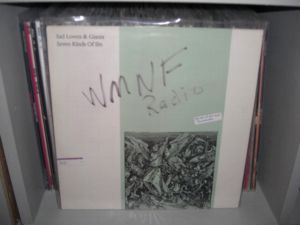 Sad Lovers & Giants
Seven Kinds Of Sin
WMNF
Radio